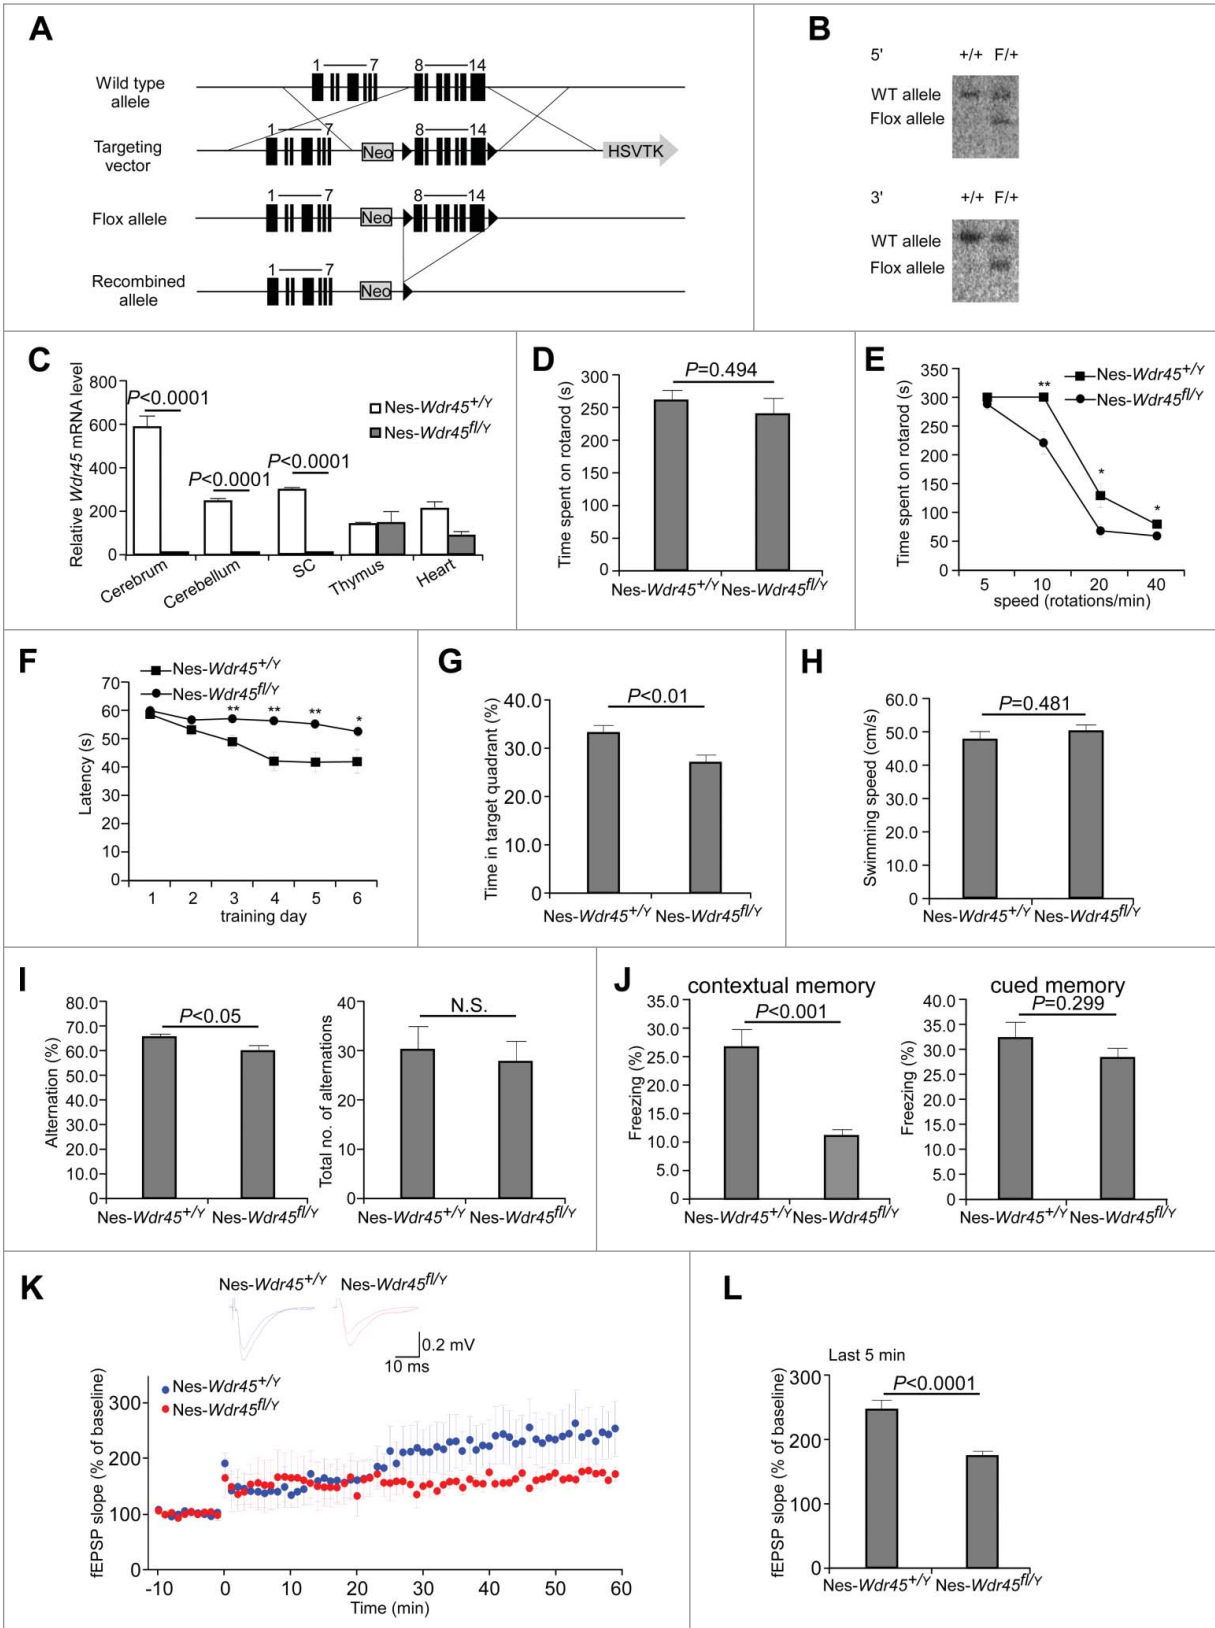 A
1 7 8 14
Wild type
allele
1 7 8 14
Targeting
vector
Neo
HSVTK
1 7 8 14
Flox allele
Neo
1 7
Recombined
allele
Neo
B
5' +/+ F/+
WT allele
Flox allele
3' +/+ F/+
WT allele
Flox allele
C
Relative Wdr45 mRNA level
800
600
400
200
0
P<0.0001
P<0.0001
P<0.0001
Nes-Wdr45+/Y
Nes-Wdr45fl/Y
Cerebrum Cerebellum SC Thymus Heart
D
Time spent on rotarod (s)
300
250
200
150
100
50
0
P=0.494
Nes-Wdr45+/Y Nes-Wdr45fl/Y
E
Time spent on rotarod (s)
350
300
250
200
150
100
50
0
Nes-Wdr45+/Y
Nes-Wdr45fl/Y
** * *
5 10 20 40
speed (rotations/min)
F
Nes-Wdr45+/Y
Nes-Wdr45fl/Y
Latency (s)
70
60
50
40
30
20
10
0
** ** ** *
1 2 3 4 5 6
training day
G
Time in target quadrant (%)
40.0
30.0
20.0
10.0
0
P<0.01
Nes-Wdr45+/Y Nes-Wdr45fl/Y
H
Swimming speed (cm/s)
60.0
50.0
40.0
30.0
20.0
10.0
0
P=0.481
Nes-Wdr45+/Y Nes-Wdr45fl/Y
I
Alternation (%)
80.0
70.0
60.0
50.0
40.0
30.0
20.0
10.0
0
P<0.05
Nes-Wdr45+/Y Nes-Wdr45fl/Y
Total no. of alternations
40
30
20
10
0
N.S.
Nes-Wdr45+/Y Nes-Wdr45fl/Y
J
contextual memory
Freezing (%)
35.0
30.0
25.0
20.0
15.0
10.0
5.0
0
P<0.001
Nes-Wdr45+/Y Nes-Wdr45fl/Y
cued memory
Freezing (%)
40.0
35.0
30.0
25.0
20.0
15.0
10.0
5.0
0
P=0.299
Nes-Wdr45+/Y Nes-Wdr45fl/Y
K
Nes-Wdr45+/Y Nes-Wdr45fl/Y
0.2 mV
10 ms
fEPSP slope (% of baseline)
Nes-Wdr45+/Y
Nes-Wdr45fl/Y
300
200
100
0
-10 0 10 20 30 40 50 60
Time (min)
L
Last 5 min
fEPSP slope (% of baseline)
300
200
100
0
P<0.0001
Nes-Wdr45+/Y Nes-Wdr45fl/Y